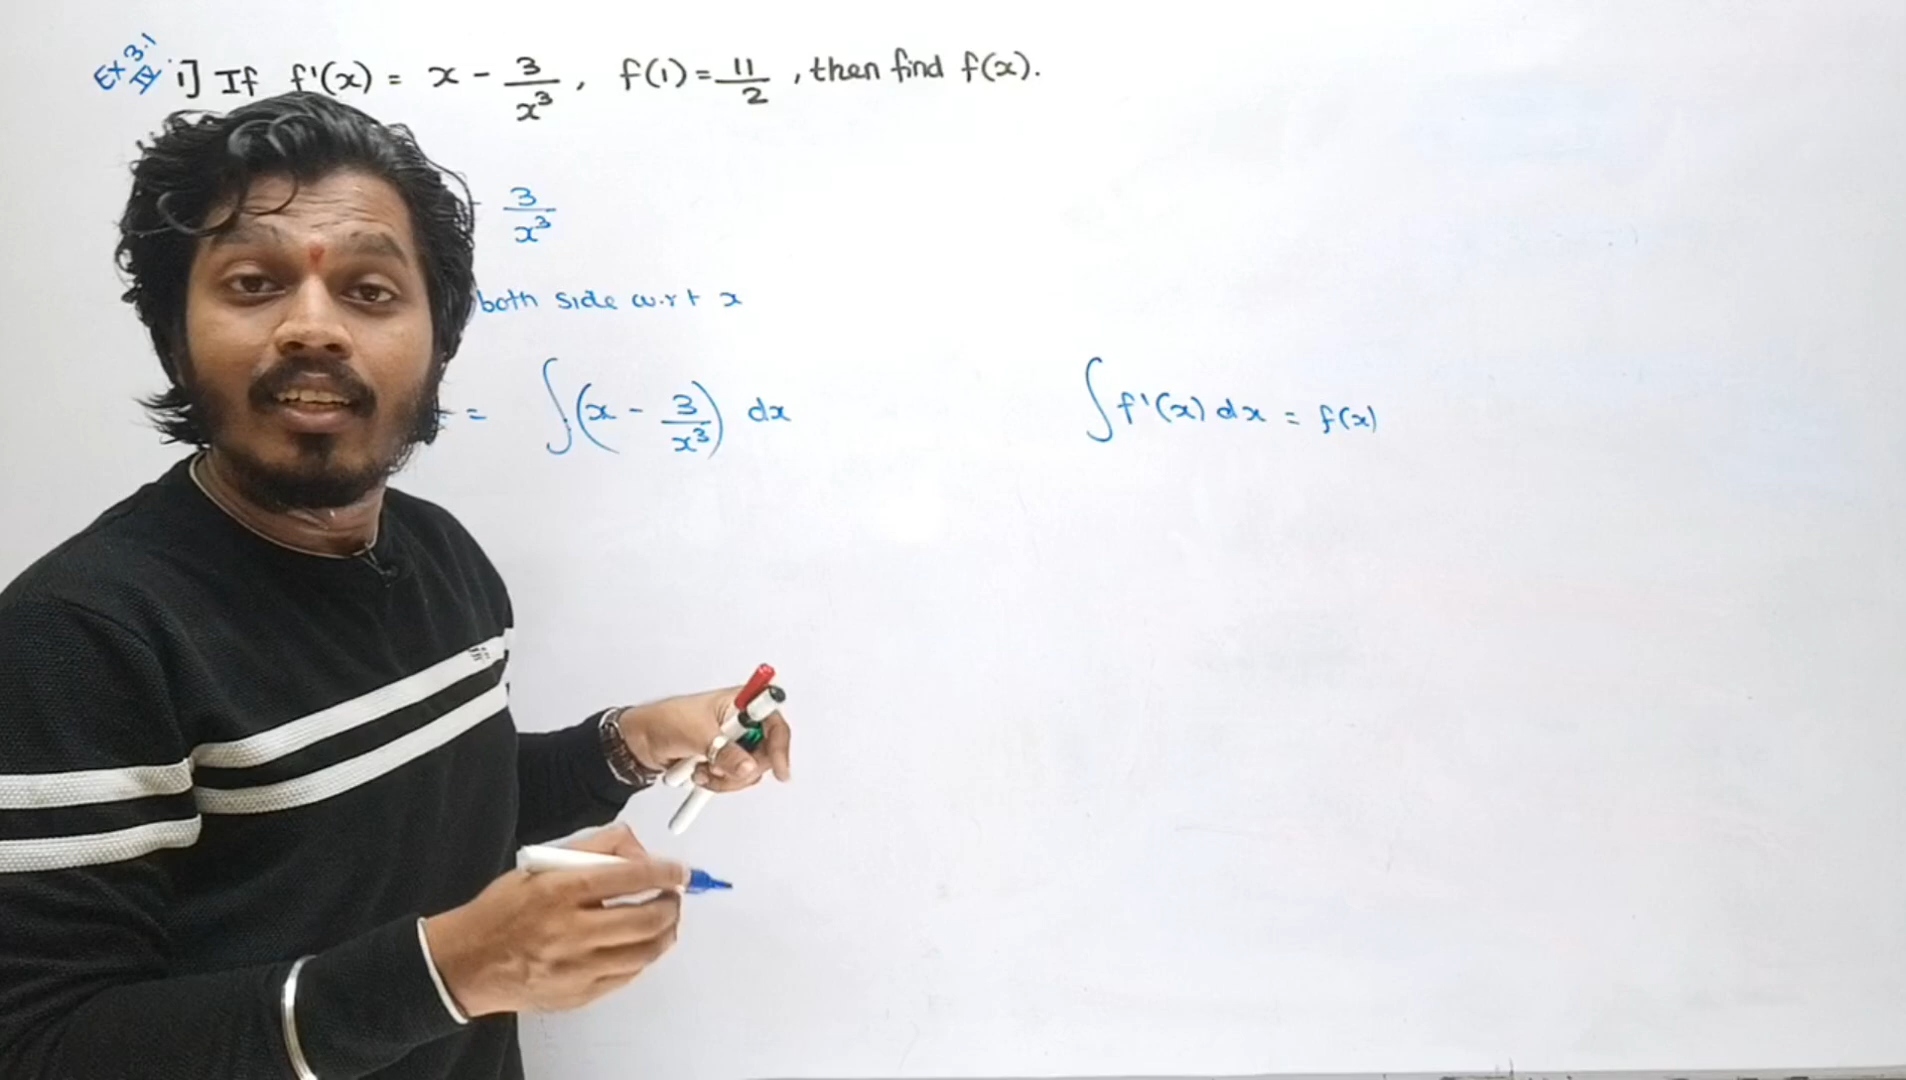 Ex 3.1
IV
i] If f'(x) = x - 3/x³ , f(1) = 11/2 , then find f(x).
3/x³
both side w.r.t x
= ∫(x - 3/x³) dx
∫f'(x) dx = f(x)